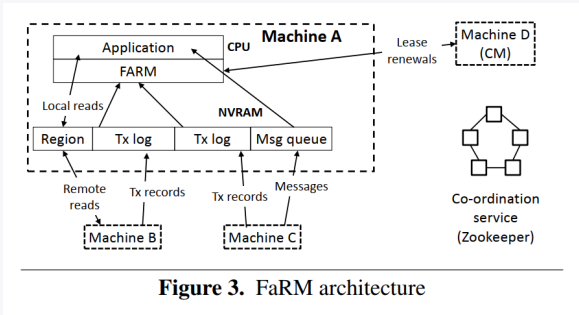 Machine A
Application
CPU
FARM
Lease
renewals
Machine D
(CM)
Local reads
NVRAM
Region
Tx log
Tx log
Msg queue
Remote
reads
Tx records
Tx records
Messages
Machine B
Machine C
Co-ordination
service
(Zookeeper)
Figure 3. FaRM architecture